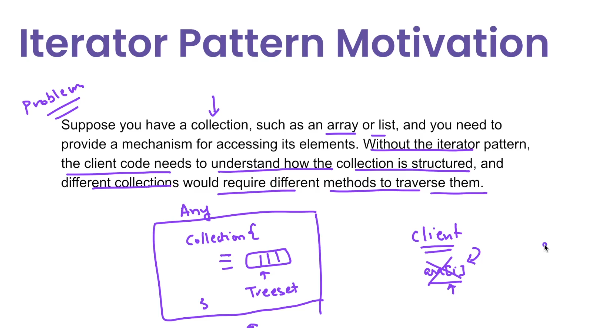 Iterator Pattern Motivation
Problem
Suppose you have a collection, such as an array or list, and you need to
provide a mechanism for accessing its elements. Without the iterator pattern,
the client code needs to understand how the collection is structured, and
different collections would require different methods to traverse them.
Any
Collection {
Treeset
}
Client